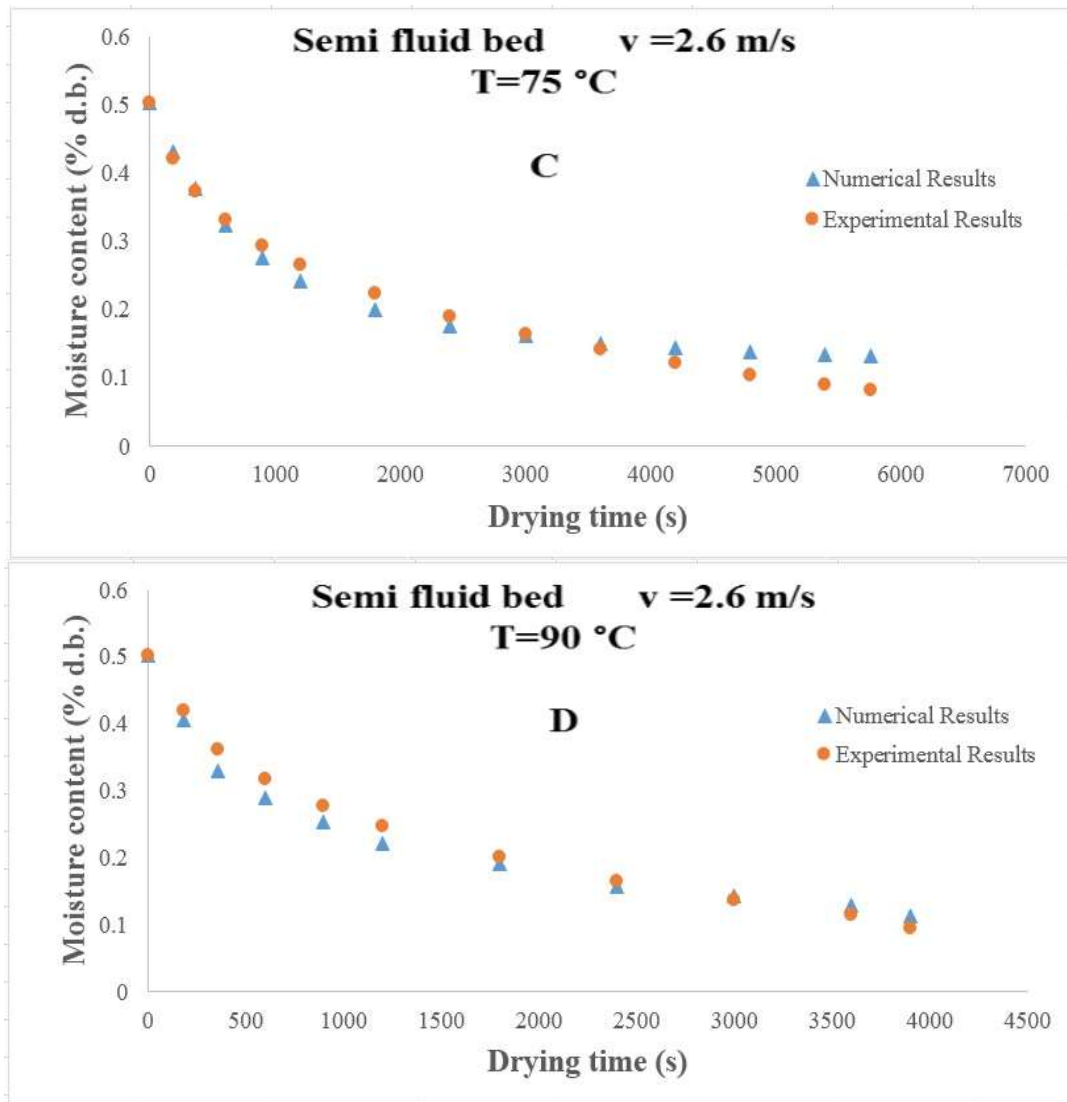 Semi fluid bed v =2.6 m/s
T=75 °C
C
Numerical Results
Experimental Results
Moisture content (% d.b.)
0.6
0.5
0.4
0.3
0.2
0.1
0
0 1000 2000 3000 4000 5000 6000 7000
Drying time (s)
Semi fluid bed v =2.6 m/s
T=90 °C
D
Numerical Results
Experimental Results
Moisture content (% d.b.)
0.6
0.5
0.4
0.3
0.2
0.1
0
0 500 1000 1500 2000 2500 3000 3500 4000 4500
Drying time (s)